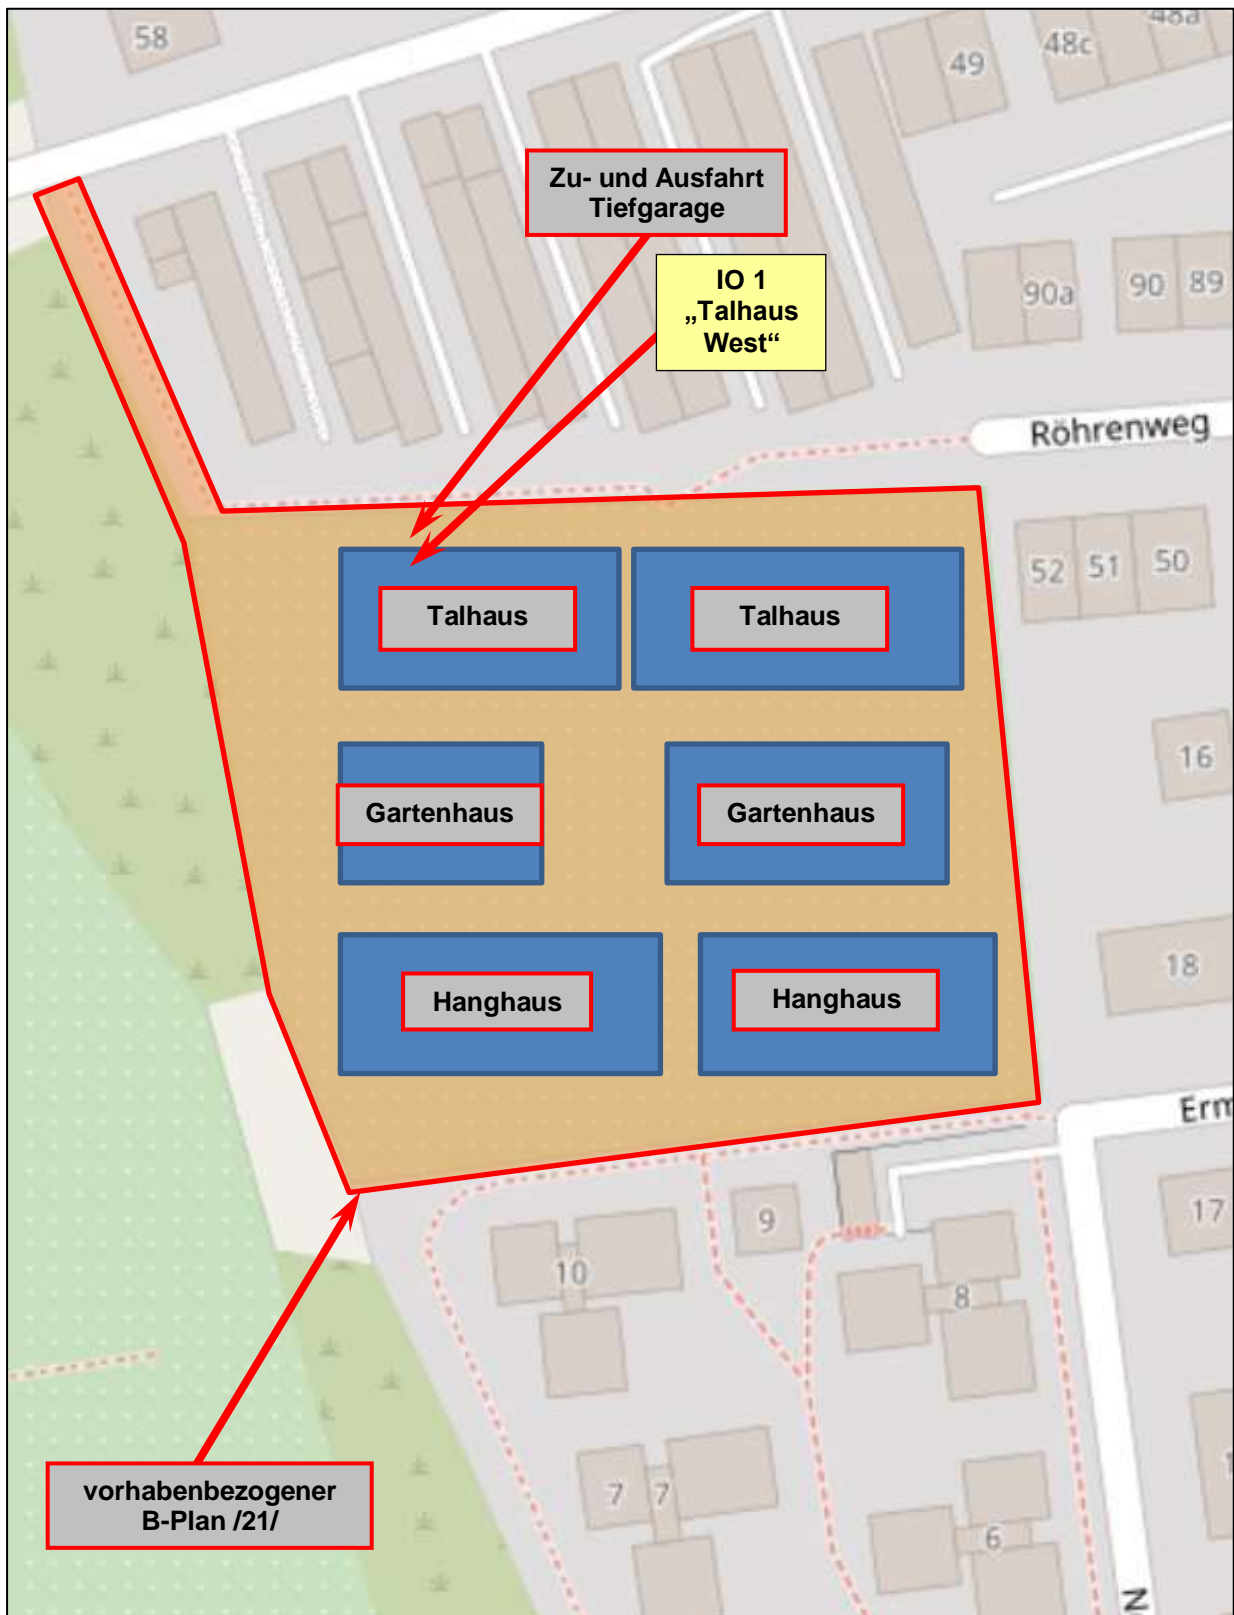 58
49
48c
48a
Zu- und Ausfahrt
Tiefgarage
IO 1
„Talhaus
West“
90a
90
89
Röhrenweg
52
51
50
Talhaus
Talhaus
16
Gartenhaus
Gartenhaus
18
Hanghaus
Hanghaus
Erm
17
9
10
8
vorhabenbezogener
B-Plan /21/
7
7
6